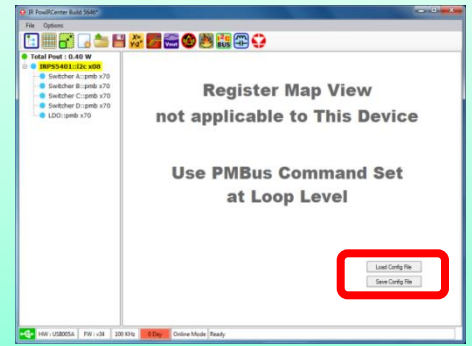 IR PowIRCenter Build 5646*
File Options
Total Pout : 0.40 W
IRPS5401::I2c x08
Switcher A::pmb x70
Switcher B::pmb x70
Switcher C::pmb x70
Switcher D::pmb x70
LDO::pmb x70
Register Map View
not applicable to This Device
Use PMBus Command Set
at Loop Level
Load Config File
Save Config File
HW : USB005A FW : v34 100 KHz 0 Day Online Mode Ready